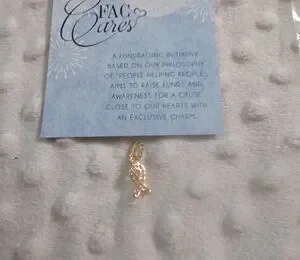 FAC
Cares
A FUNDRAISING INITIATIVE
BASED ON OUR PHILOSOPHY
OF "PEOPLE HELPING PEOPLE",
AIMS TO RAISE FUNDS AND
AWARENESS FOR A CAUSE
CLOSE TO OUR HEARTS WITH
AN EXCLUSIVE CHARM.